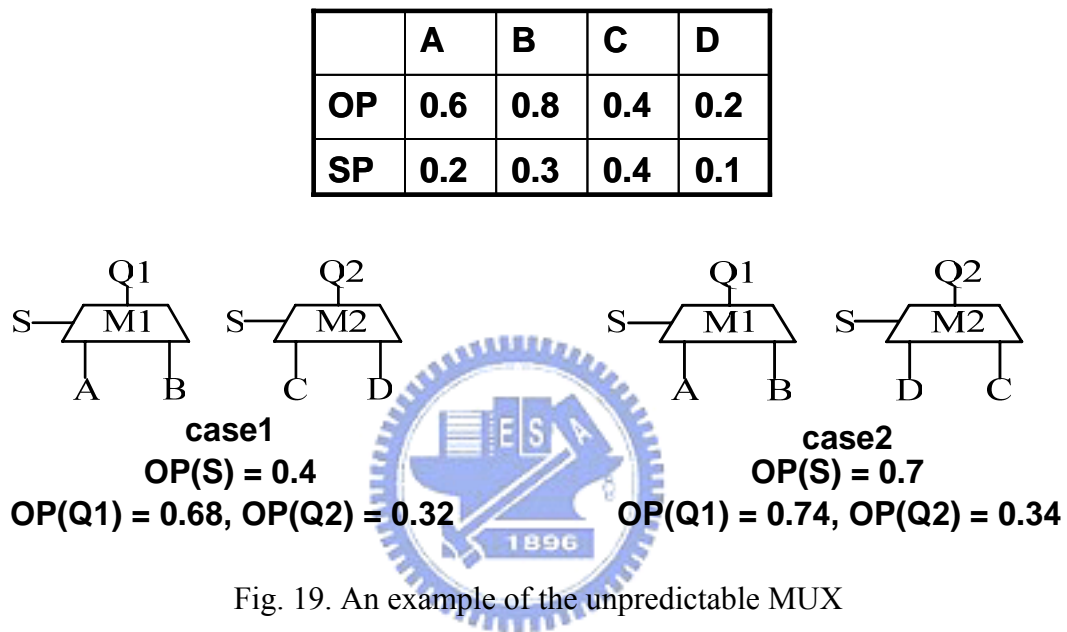 A B C D
OP 0.6 0.8 0.4 0.2
SP 0.2 0.3 0.4 0.1
Q1 Q2 Q1 Q2
S M1 S M2 S M1 S M2
A B C D A B D C
case1 case2
OP(S) = 0.4 OP(S) = 0.7
OP(Q1) = 0.68, OP(Q2) = 0.32 OP(Q1) = 0.74, OP(Q2) = 0.34
E S A
1896
Fig. 19. An example of the unpredictable MUX